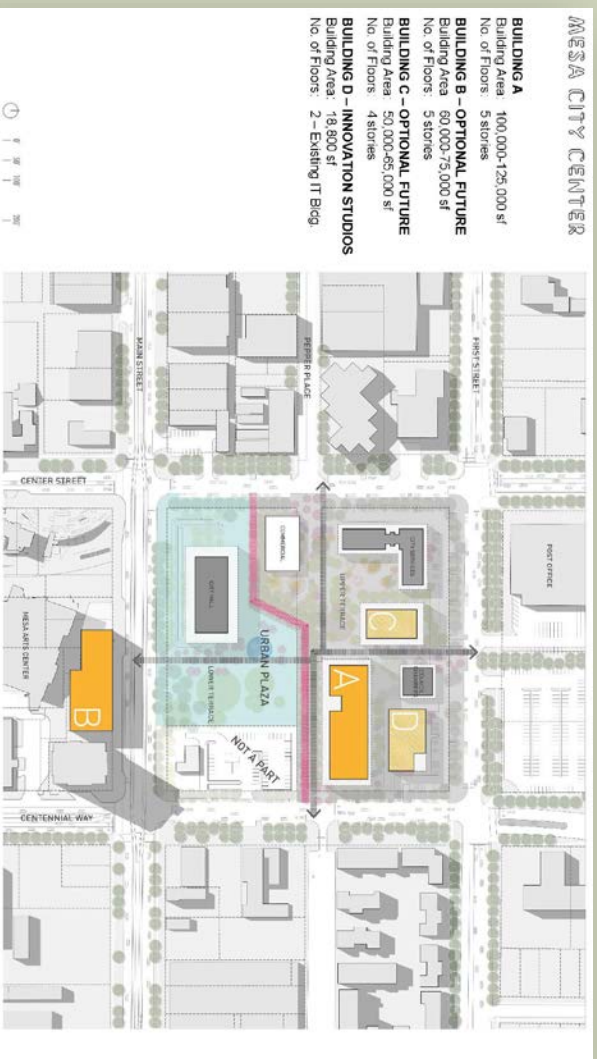 MESA CITY CENTER
BUILDING A
Building Area: 100,000-125,000 sf
No. of Floors: 5 stories
BUILDING B – OPTIONAL FUTURE
Building Area 60,000-75,000 sf
No. of Floors: 5 stories
BUILDING C – OPTIONAL FUTURE
Building Area: 50,000-65,000 sf
No. of Floors: 4 stories
BUILDING D – INNOVATION STUDIOS
Building Area: 18,800 sf
No. of Floors: 2 – Existing IT Bldg.
FIRST STREET
PEPPER PLACE
MAIN STREET
CENTER STREET
POST OFFICE
CITY SERVICES
UPPER TERRACE
COMMERCIAL
CITY HALL
C
D
A
URBAN PLAZA
LOWER TERRACE
NOT A PART
MESA ARTS CENTER
B
CENTENNIAL WAY